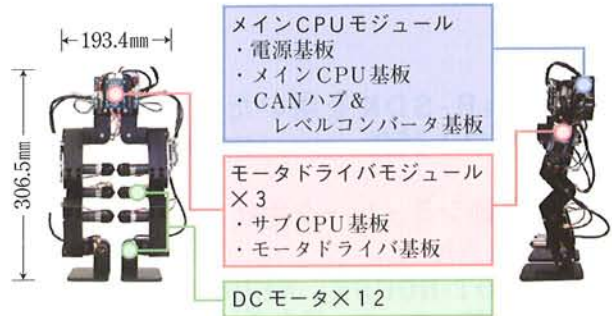 193.4mm
306.5mm
メインCPUモジュール
・電源基板
・メインCPU基板
・CANハブ&
レベルコンバータ基板
モータドライバモジュール
×3
・サブCPU基板
・モータドライバ基板
DCモータ×12